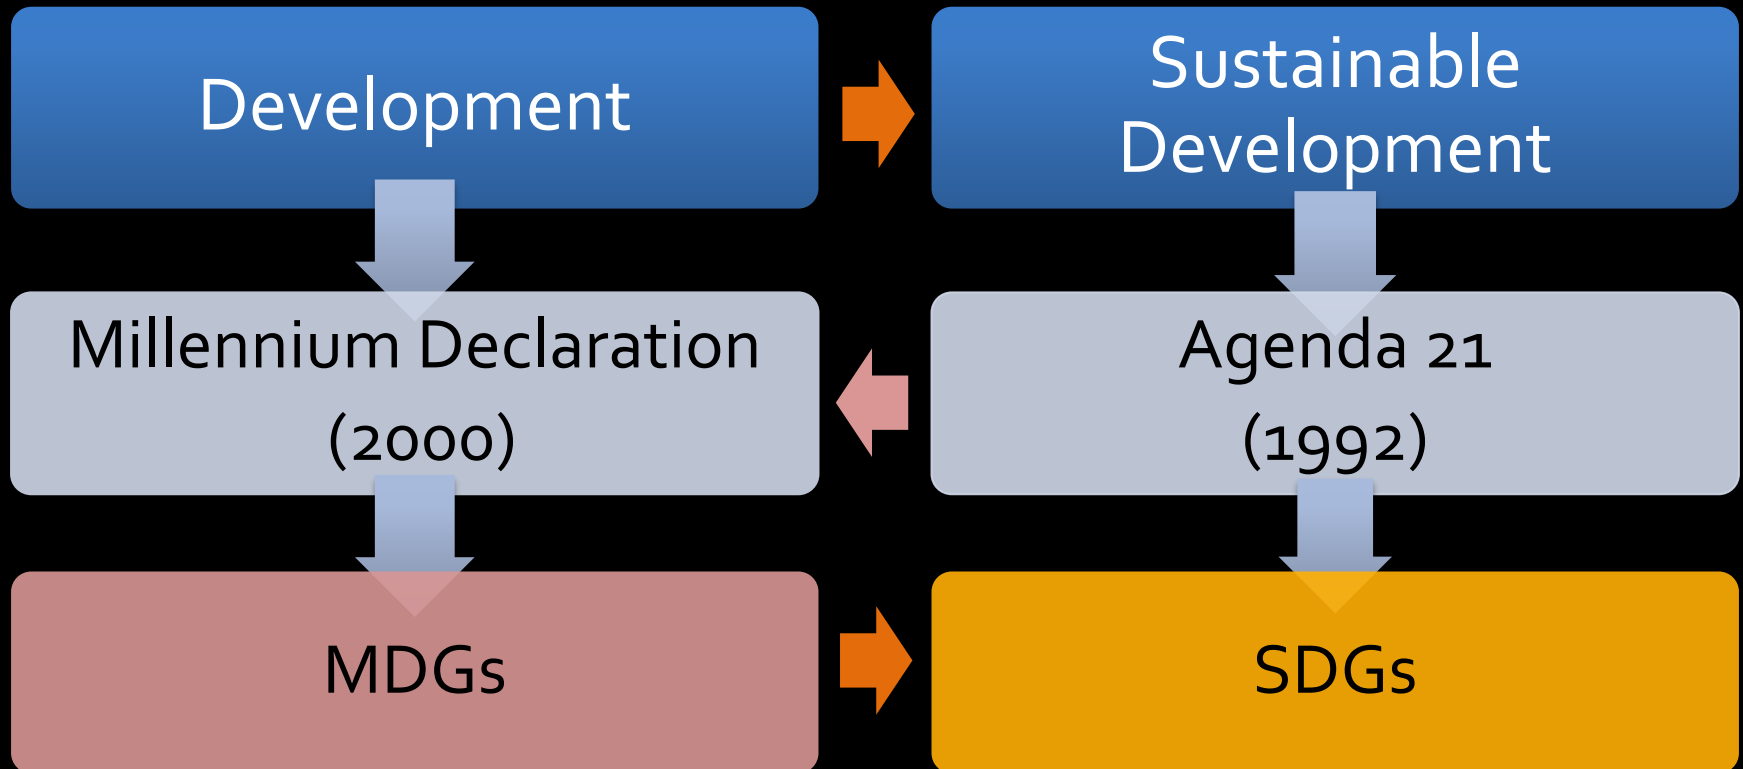 Development
Sustainable
Development
Millennium Declaration
(2000)
Agenda 21
(1992)
MDGs
SDGs